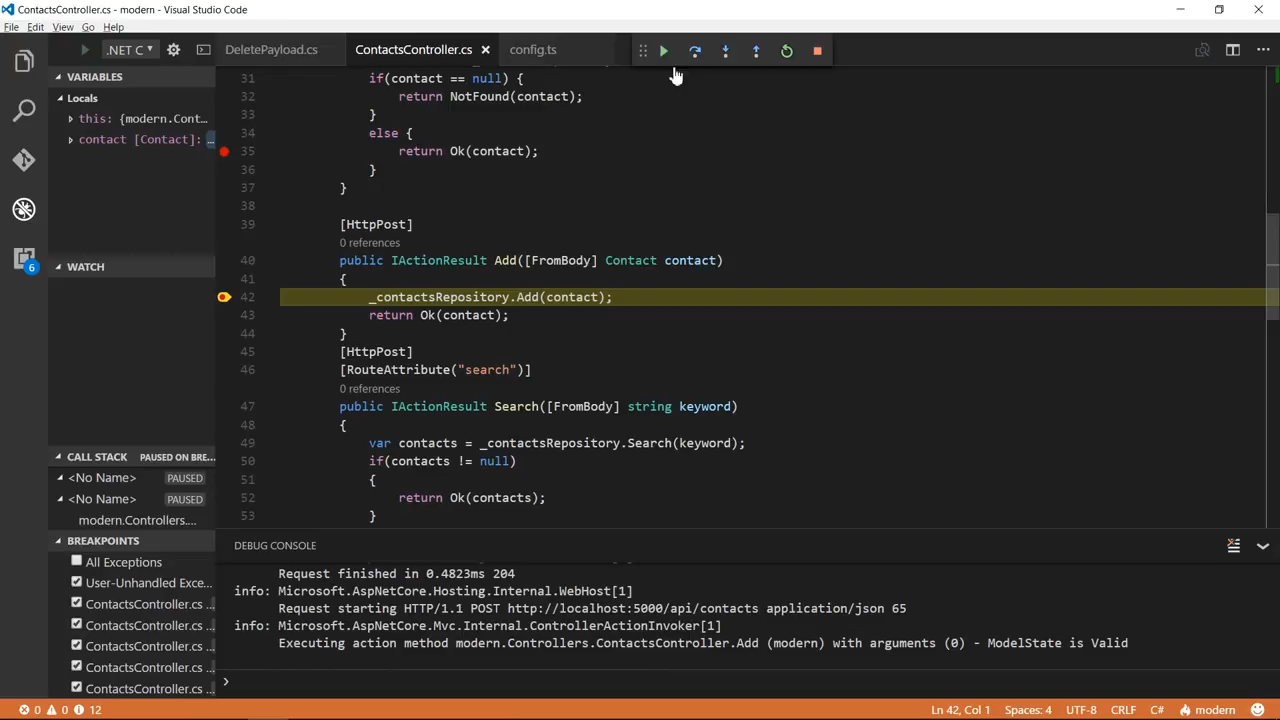 ContactsController.cs - modern - Visual Studio Code
File Edit View Go Help
.NET C
DeletePayload.cs
ContactsController.cs
config.ts
VARIABLES
Locals
this: {modern.Cont...
contact [Contact]: ...
WATCH
CALL STACK PAUSED ON BRE...
<No Name> PAUSED
<No Name> PAUSED
modern.Controllers....
BREAKPOINTS
All Exceptions
User-Unhandled Exce...
ContactsController.cs ...
ContactsController.cs ...
ContactsController.cs ...
ContactsController.cs ...
ContactsController.cs ...
6
31 if(contact == null) {
32 return NotFound(contact);
33 }
34 else {
35 return Ok(contact);
36 }
37 }
38
39 [HttpPost]
0 references
40 public IActionResult Add([FromBody] Contact contact)
41 {
42 _contactsRepository.Add(contact);
43 return Ok(contact);
44 }
45 [HttpPost]
46 [RouteAttribute("search")]
0 references
47 public IActionResult Search([FromBody] string keyword)
48 {
49 var contacts = _contactsRepository.Search(keyword);
50 if(contacts != null)
51 {
52 return Ok(contacts);
53 }
DEBUG CONSOLE
Request finished in 0.4823ms 204
info: Microsoft.AspNetCore.Hosting.Internal.WebHost[1]
Request starting HTTP/1.1 POST http://localhost:5000/api/contacts application/json 65
info: Microsoft.AspNetCore.Mvc.Internal.ControllerActionInvoker[1]
Executing action method modern.Controllers.ContactsController.Add (modern) with arguments (0) - ModelState is Valid
>
0 0 12
Ln 42, Col 1 Spaces: 4 UTF-8 CRLF C# modern